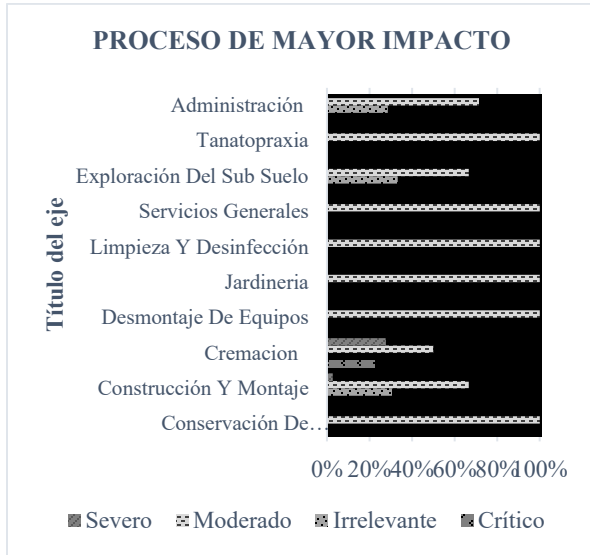 PROCESO DE MAYOR IMPACTO
Título del eje
Administración
Tanatopraxia
Exploración Del Sub Suelo
Servicios Generales
Limpieza Y Desinfección
Jardineria
Desmontaje De Equipos
Cremacion
Construcción Y Montaje
Conservación De…
0% 20% 40% 60% 80% 100%
Severo Moderado Irrelevante Crítico